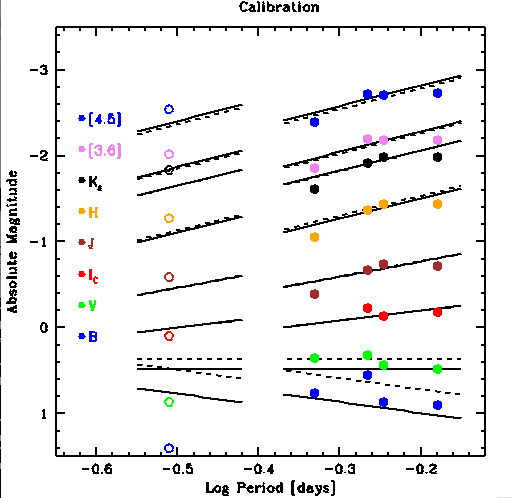 Calibration
-3
-2
-1
0
1
Absolute Magnitude
[4.5]
[3.6]
Ks
H
J
Ic
V
B
-0.6
-0.5
-0.4
-0.3
-0.2
Log Period [days]